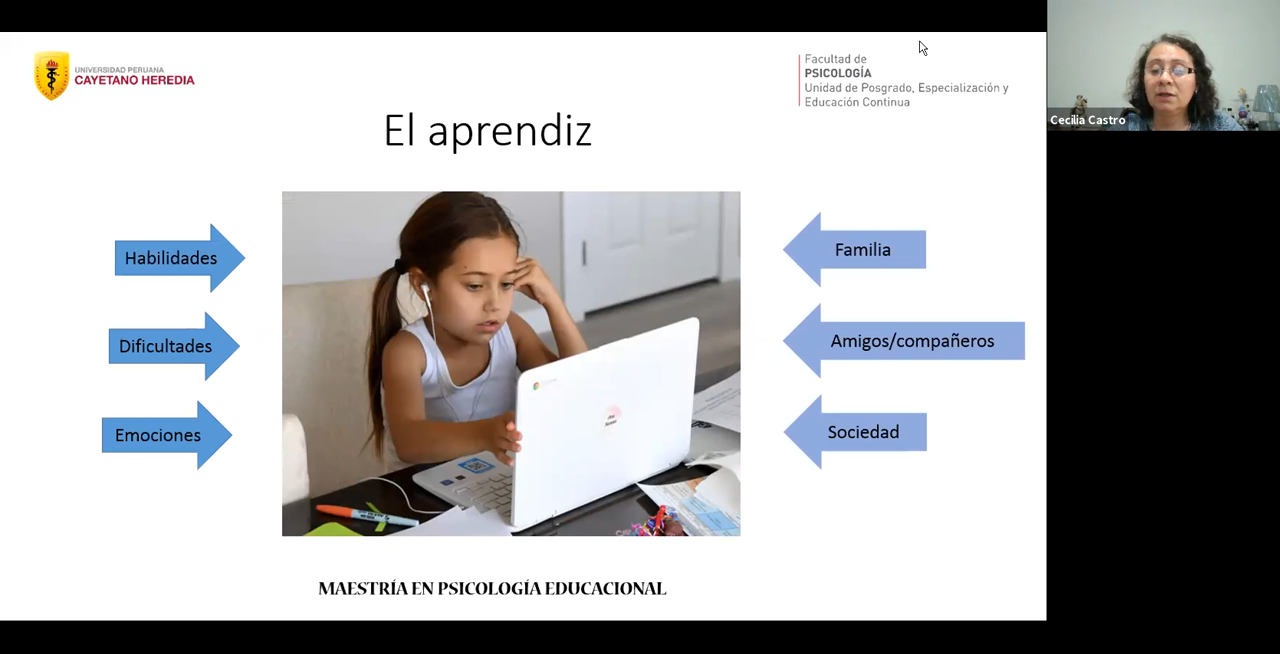 UNIVERSIDAD PERUANA
CAYETANO HEREDIA
Facultad de
PSICOLOGÍA
Unidad de Posgrado, Especialización y
Educación Continua
Cecilia Castro
El aprendiz
Habilidades
Dificultades
Emociones
Familia
Amigos/compañeros
Sociedad
MAESTRÍA EN PSICOLOGÍA EDUCACIONAL